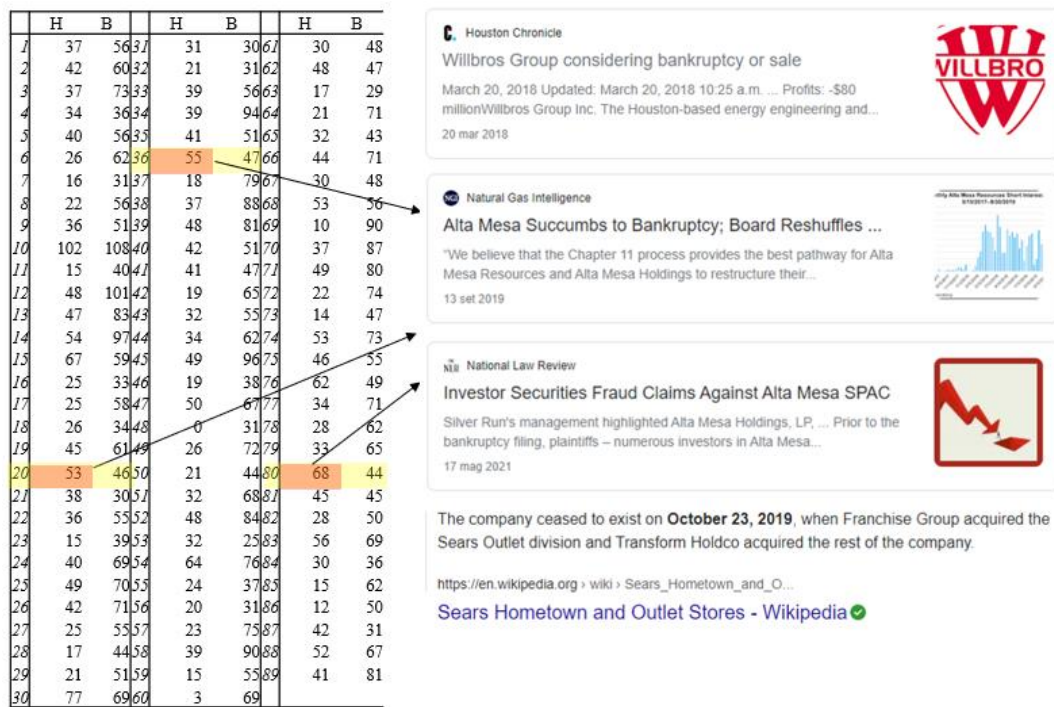 H B H B H B
1 37 56 31 31 30 61 30 48
2 42 60 32 21 31 62 48 47
3 37 73 33 39 56 63 17 29
4 34 36 34 39 94 64 21 71
5 40 56 35 41 51 65 32 43
6 26 62 36 55 47 66 44 71
7 16 31 37 18 79 67 30 48
8 22 56 38 37 88 68 53 56
9 36 51 39 48 81 69 10 90
10 102 108 40 42 51 70 37 87
11 15 40 41 41 47 71 49 80
12 48 101 42 19 65 72 22 74
13 47 83 43 32 55 73 14 47
14 54 97 44 34 62 74 53 73
15 67 59 45 49 96 75 46 55
16 25 33 46 19 38 76 62 49
17 25 58 47 50 67 77 34 71
18 26 34 48 0 31 78 28 62
19 45 61 49 26 72 79 33 65
20 53 46 50 21 44 80 68 44
21 38 30 51 32 68 81 45 45
22 36 55 52 48 84 82 28 50
23 15 39 53 32 25 83 56 69
24 40 69 54 64 76 84 30 36
25 49 70 55 24 37 85 15 62
26 42 71 56 20 31 86 12 50
27 25 55 57 23 75 87 42 31
28 17 44 58 39 90 88 52 67
29 21 51 59 15 55 89 41 81
30 77 69 60 3 69
Houston Chronicle
Willbros Group considering bankruptcy or sale
March 20, 2018 Updated: March 20, 2018 10:25 a.m. ... Profits: -$80
millionWillbros Group Inc. The Houston-based energy engineering and...
20 mar 2018
VILLBRO
Natural Gas Intelligence
Alta Mesa Succumbs to Bankruptcy; Board Reshuffles ...
"We believe that the Chapter 11 process provides the best pathway for Alta
Mesa Resources and Alta Mesa Holdings to restructure their...
13 set 2019
National Law Review
Investor Securities Fraud Claims Against Alta Mesa SPAC
Silver Run's management highlighted Alta Mesa Holdings, LP, ... Prior to the
bankruptcy filing, plaintiffs – numerous investors in Alta Mesa...
17 mag 2021
The company ceased to exist on October 23, 2019, when Franchise Group acquired the
Sears Outlet division and Transform Holdco acquired the rest of the company.
https://en.wikipedia.org › wiki › Sears_Hometown_and_O...
Sears Hometown and Outlet Stores - Wikipedia